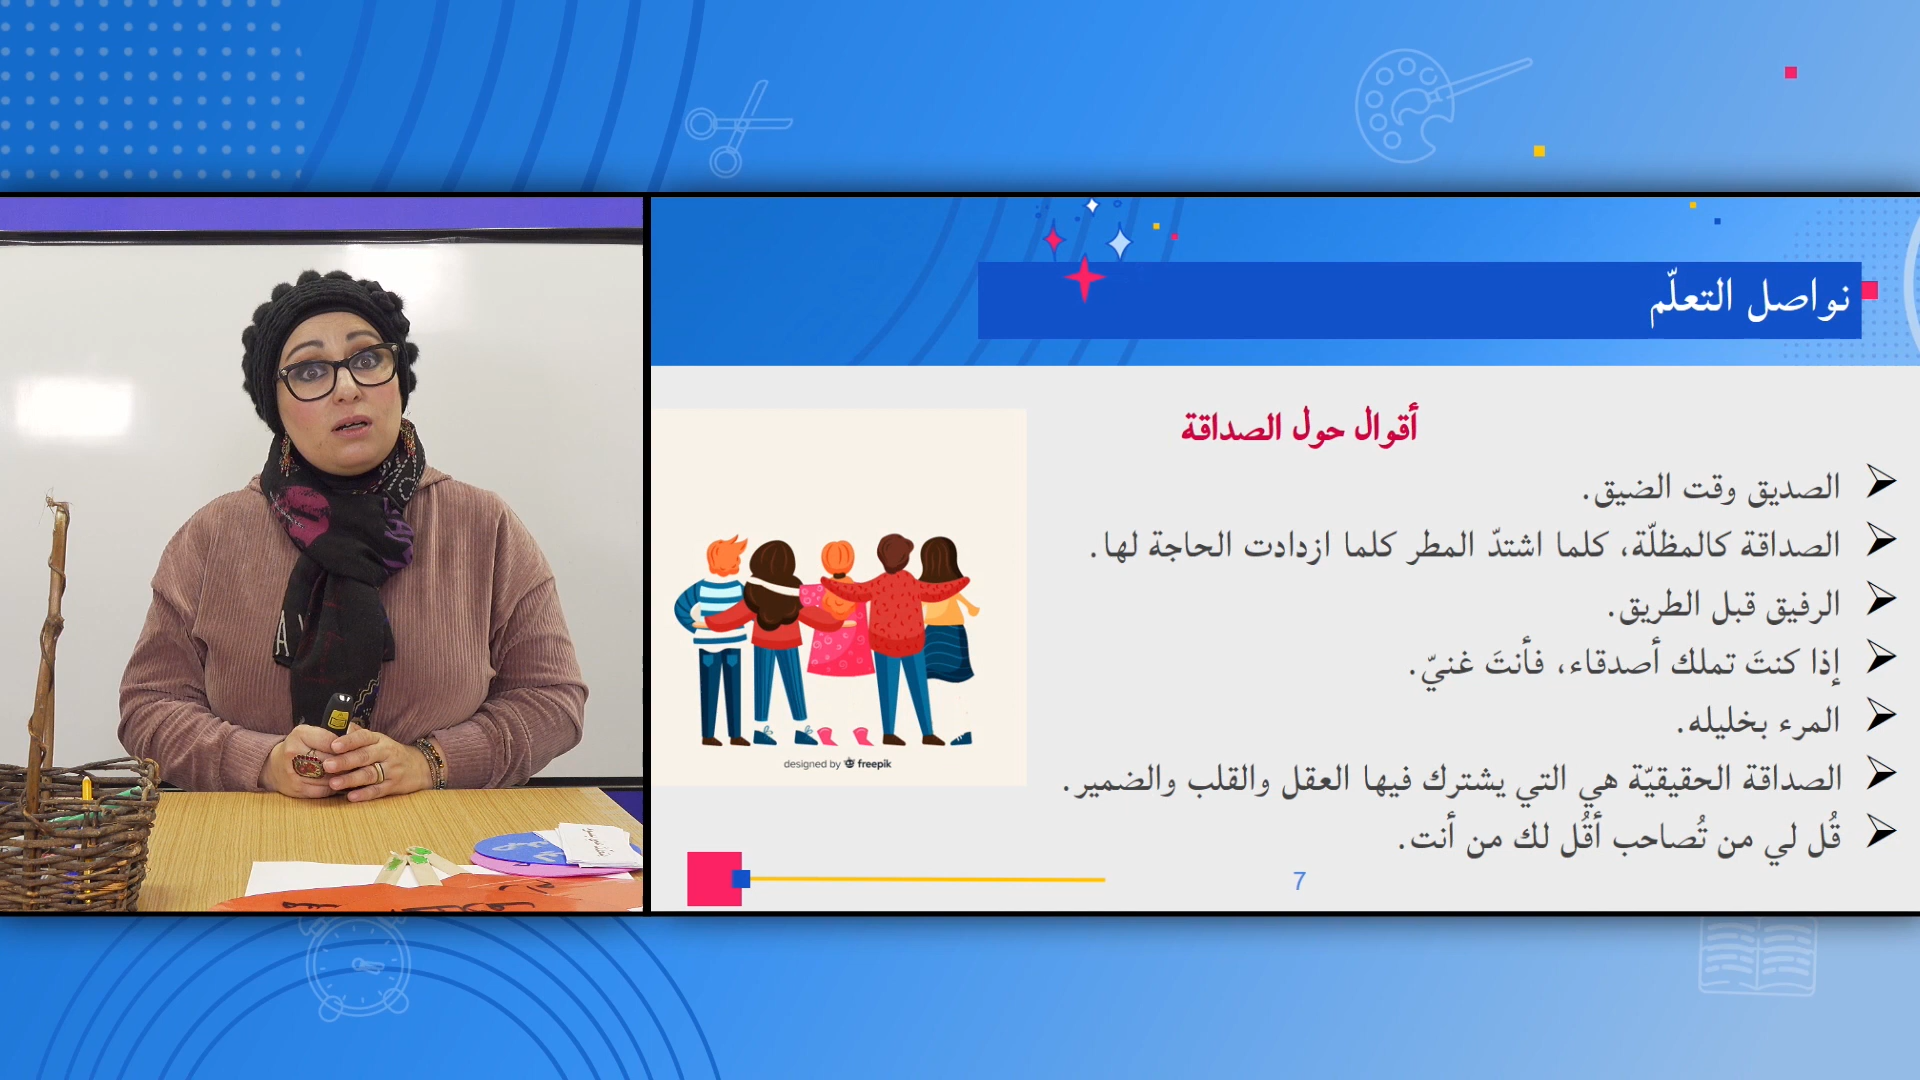 نواصل التعلّم
أقوال حول الصداقة
الصديق وقت الضيق.
الصداقة كالمظلّة، كلما اشتدّ المطر كلما ازدادت الحاجة لها.
الرفيق قبل الطريق.
إذا كنتَ تملك أصدقاء، فأنتَ غنيّ.
المرء بخليله.
الصداقة الحقيقيّة هي التي يشترك فيها العقل والقلب والضمير.
قُل لي من تُصاحب أقُل لك من أنت.
designed by freepik
7